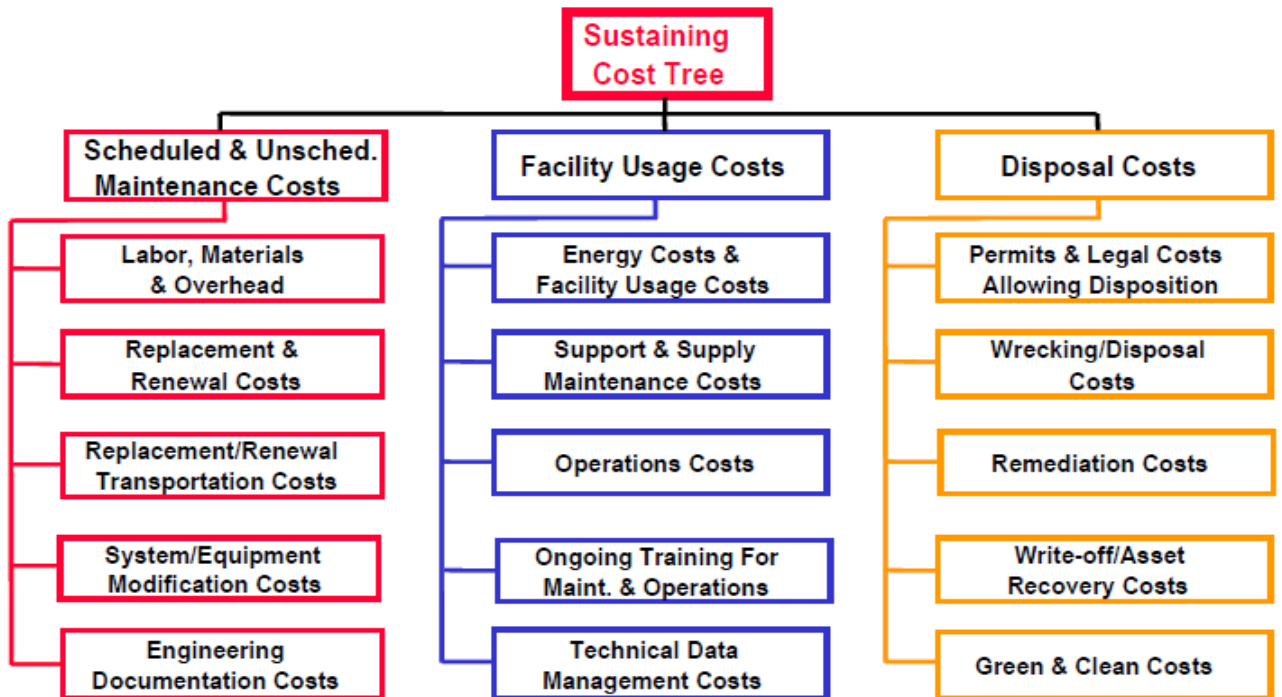 Sustaining
Cost Tree
Scheduled & Unsched.
Maintenance Costs
Labor, Materials
& Overhead
Replacement &
Renewal Costs
Replacement/Renewal
Transportation Costs
System/Equipment
Modification Costs
Engineering
Documentation Costs
Facility Usage Costs
Energy Costs &
Facility Usage Costs
Support & Supply
Maintenance Costs
Operations Costs
Ongoing Training For
Maint. & Operations
Technical Data
Management Costs
Disposal Costs
Permits & Legal Costs
Allowing Disposition
Wrecking/Disposal
Costs
Remediation Costs
Write-off/Asset
Recovery Costs
Green & Clean Costs